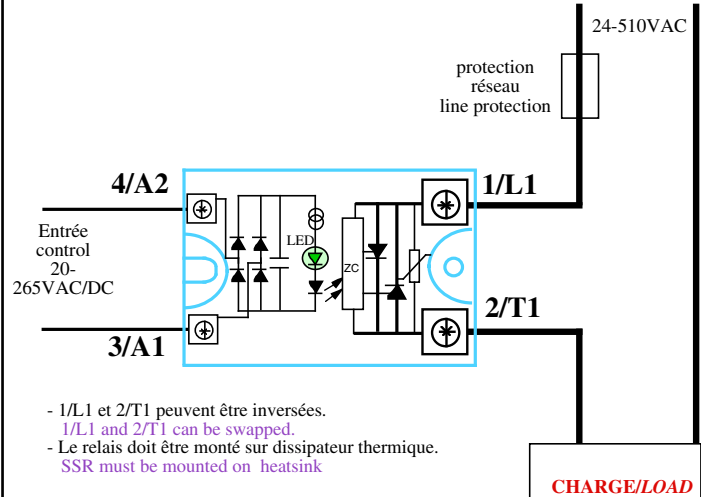 24-510VAC
protection
réseau
line protection
4/A2
1/L1
Entrée
control
20-
265VAC/DC
LED
ZC
2/T1
3/A1
- 1/L1 et 2/T1 peuvent être inversées.
1/L1 and 2/T1 can be swapped.
- Le relais doit être monté sur dissipateur thermique.
SSR must be mounted on heatsink
CHARGE/LOAD